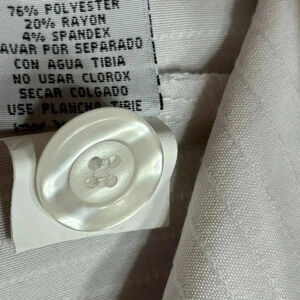 76% POLYESTER
20% RAYON
4% SPANDEX
AVAR POR SEPARADO
CON AGUA TIBIA
NO USAR CLOROX
SECAR COLGADO
USE PLANCHA TIBIE